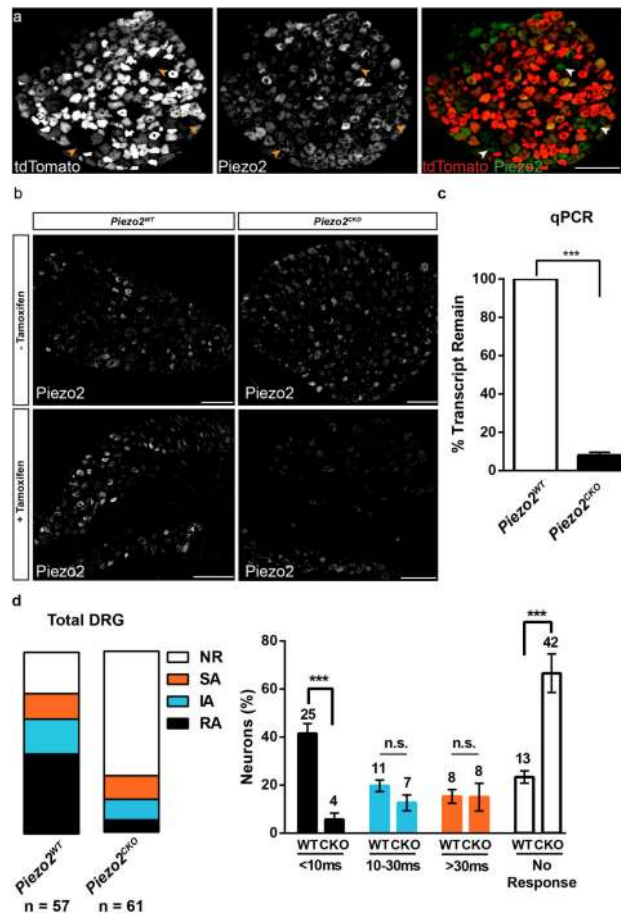 a
tdTomato
Piezo2
tdTomato Piezo2
b
Piezo2WT
Piezo2CKO
- Tamoxifen
Piezo2
Piezo2
+ Tamoxifen
Piezo2
Piezo2
c
qPCR
***
% Transcript Remain
100
80
60
40
20
0
Piezo2WT
Piezo2CKO
d
Total DRG
NR
SA
IA
RA
Piezo2WT
Piezo2CKO
n = 57
n = 61
Neurons (%)
80
60
40
20
0
***
25
4
n.s.
11
7
n.s.
8
8
***
13
42
WT CKO
WT CKO
WT CKO
WT CKO
<10ms
10-30ms
>30ms
No
Response